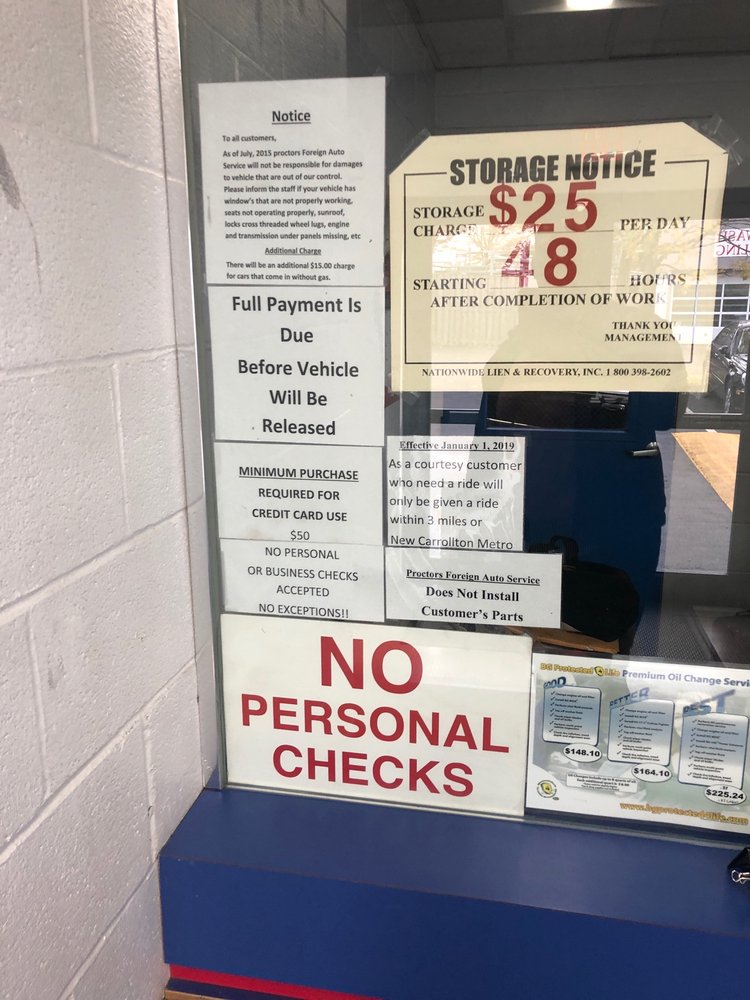 Notice
To all customers,
As of July, 2015 proctors Foreign Auto
Service will not be responsible for damages
to vehicle that are out of our control.
Please inform the staff if your vehicle has
window's that are not properly working,
seats not operating properly, sunroof,
locks cross threaded wheel lugs, engine
and transmission under panels missing, etc
Additional Charge
There will be an additional $15.00 charge
for cars that come in without gas.
STORAGE NOTICE
STORAGE
CHARGE
$25
PER DAY
STARTING
48
HOURS
AFTER COMPLETION OF WORK
THANK YOU
MANAGEMENT
NATIONWIDE LIEN & RECOVERY, INC. 1 800 398-2602
Full Payment Is
Due
Before Vehicle
Will Be
Released
MINIMUM PURCHASE
REQUIRED FOR
CREDIT CARD USE
$50
Effective January 1, 2019
As a courtesy customer
who need a ride will
only be given a ride
within 3 miles or
New Carrollton Metro
NO PERSONAL
OR BUSINESS CHECKS
ACCEPTED
NO EXCEPTIONS!!
Proctors Foreign Auto Service
Does Not Install
Customer's Parts
NO
PERSONAL
CHECKS
BG Protected Life Premium Oil Change Servi
GOOD
$148.10
BETTER
$164.10
BEST
$225.24
www.bgprotected4life.com